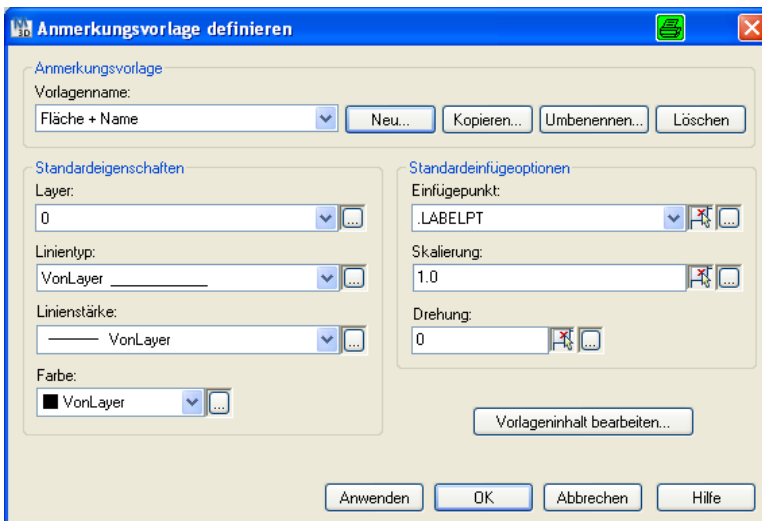 Anmerkungsvorlage definieren
Anmerkungsvorlage
Vorlagenname:
Fläche + Name
Neu...
Kopieren...
Umbenennen...
Löschen
Standardeigenschaften
Layer:
0
...
Linientyp:
VonLayer
...
Linienstärke:
VonLayer
...
Farbe:
VonLayer
...
Standardeinfügeoptionen
Einfügepunkt:
.LABELPT
...
Skalierung:
1.0
...
Drehung:
0
...
Vorlageninhalt bearbeiten...
Anwenden
OK
Abbrechen
Hilfe